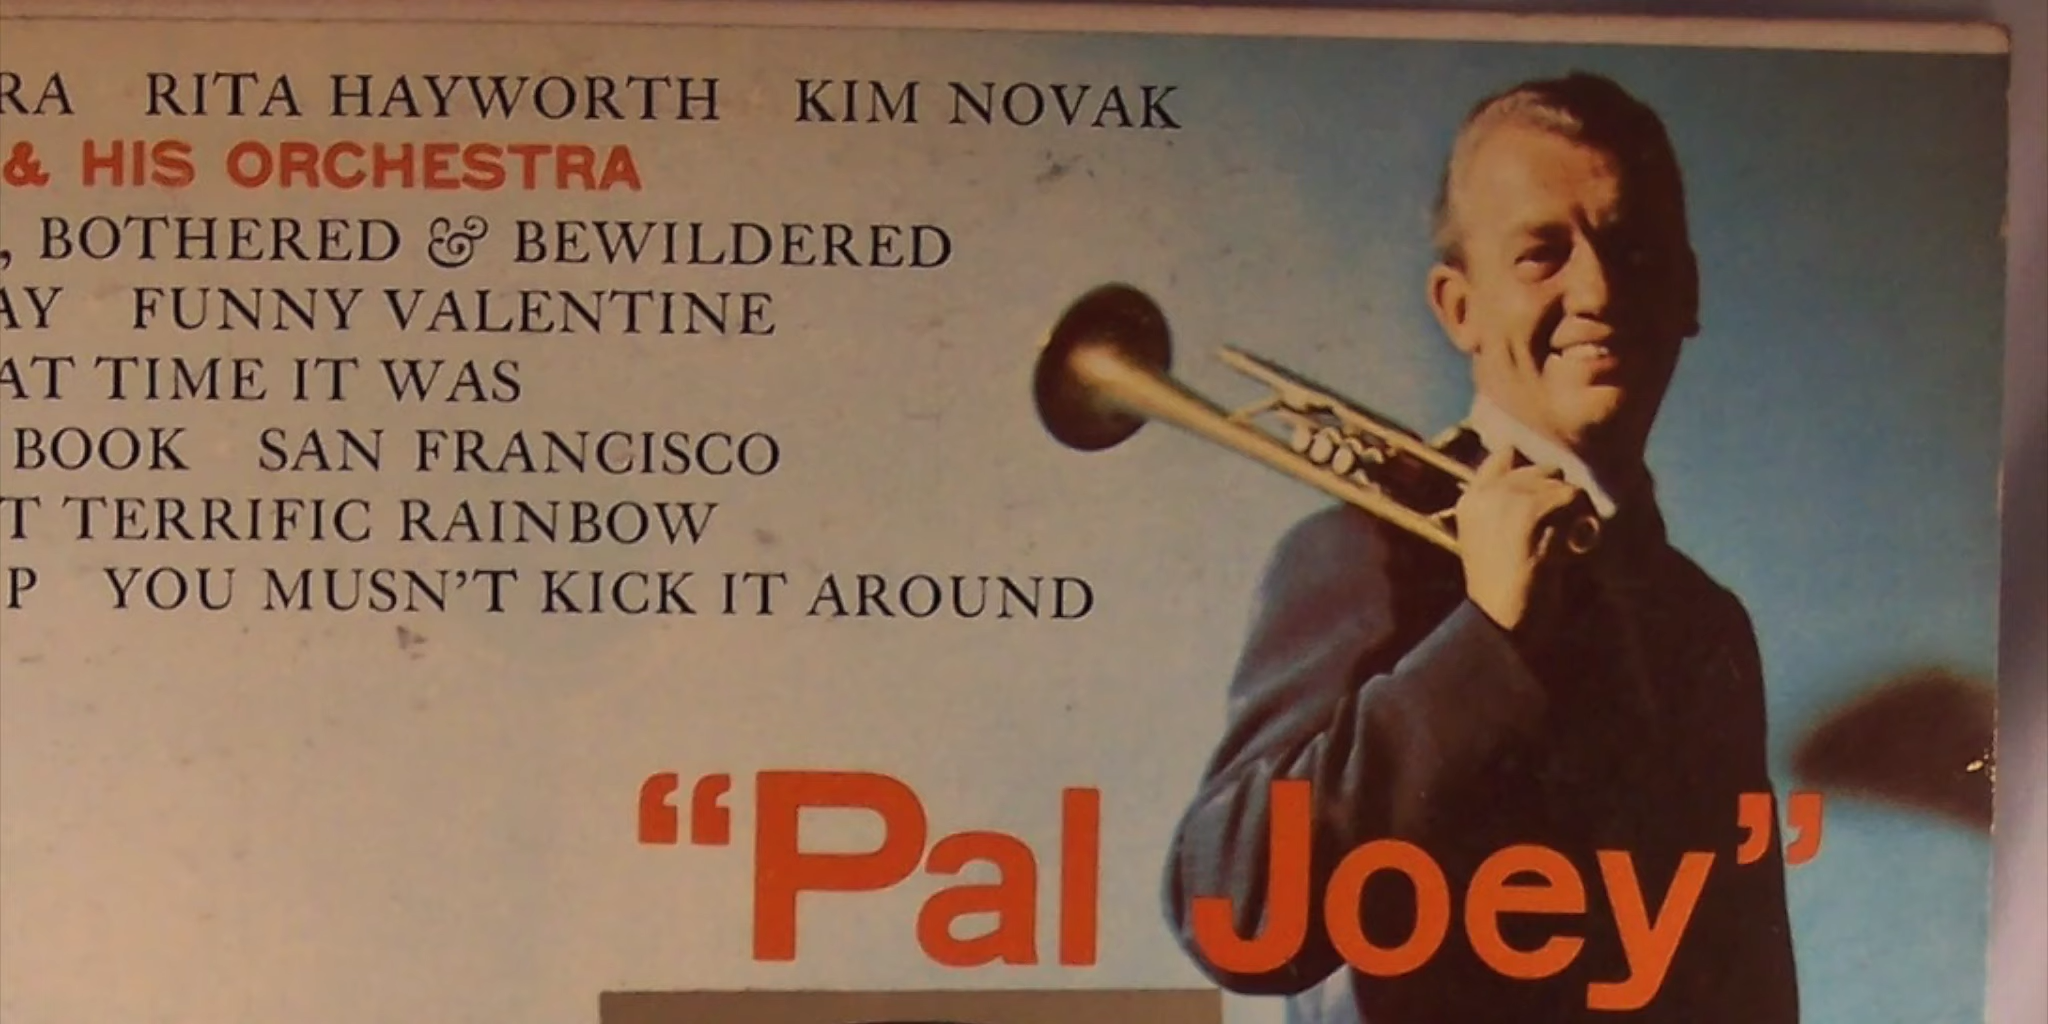 RA RITA HAYWORTH KIM NOVAK
& HIS ORCHESTRA
, BOTHERED & BEWILDERED
AY FUNNY VALENTINE
AT TIME IT WAS
BOOK SAN FRANCISCO
T TERRIFIC RAINBOW
P YOU MUSN'T KICK IT AROUND
“Pal Joey”